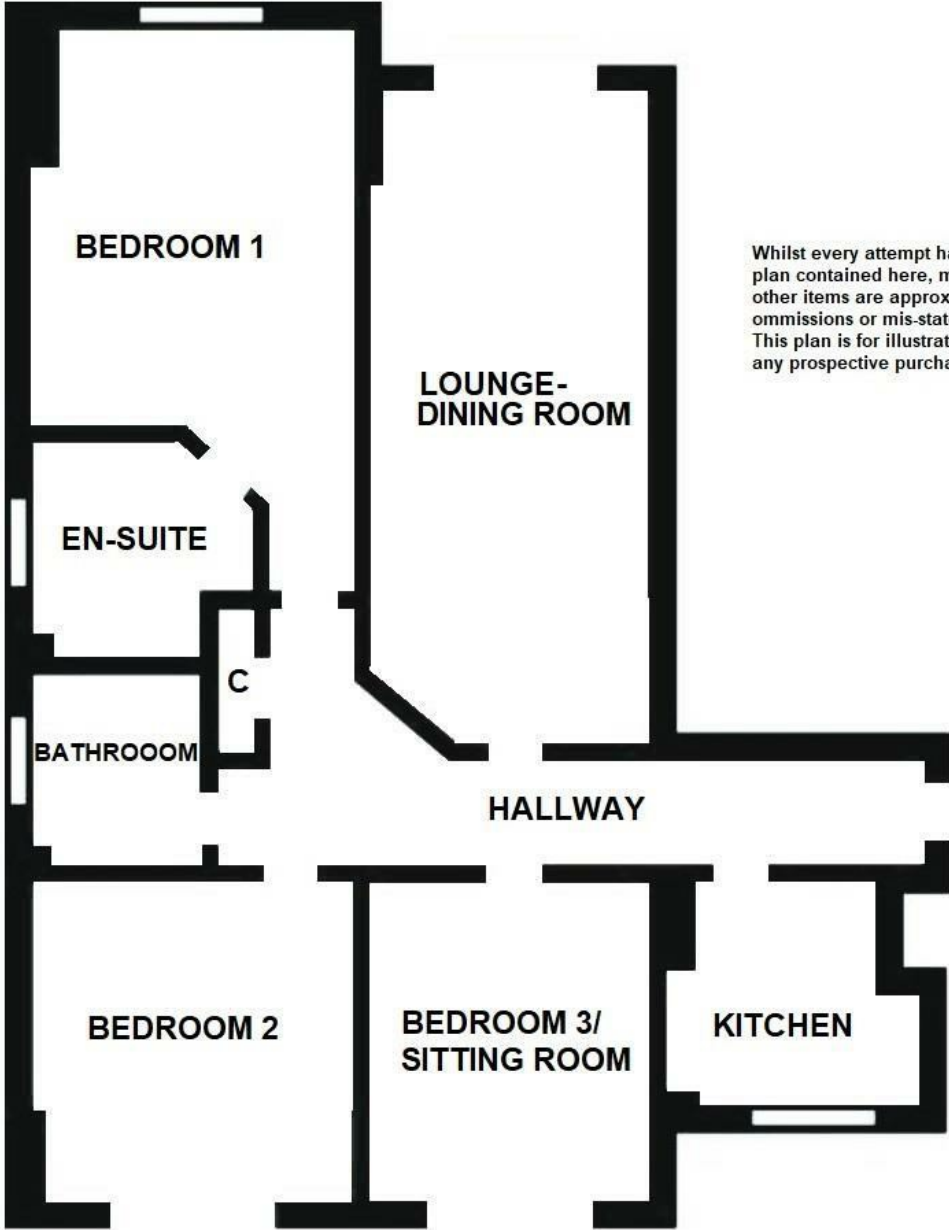 BEDROOM 1
Whilst every attempt ha
plan contained here, m
other items are approx
ommissions or mis-stat
This plan is for illustrat
any prospective purcha
LOUNGE-
DINING ROOM
EN-SUITE
C
BATHROOOM
HALLWAY
BEDROOM 2
BEDROOM 3/
SITTING ROOM
KITCHEN